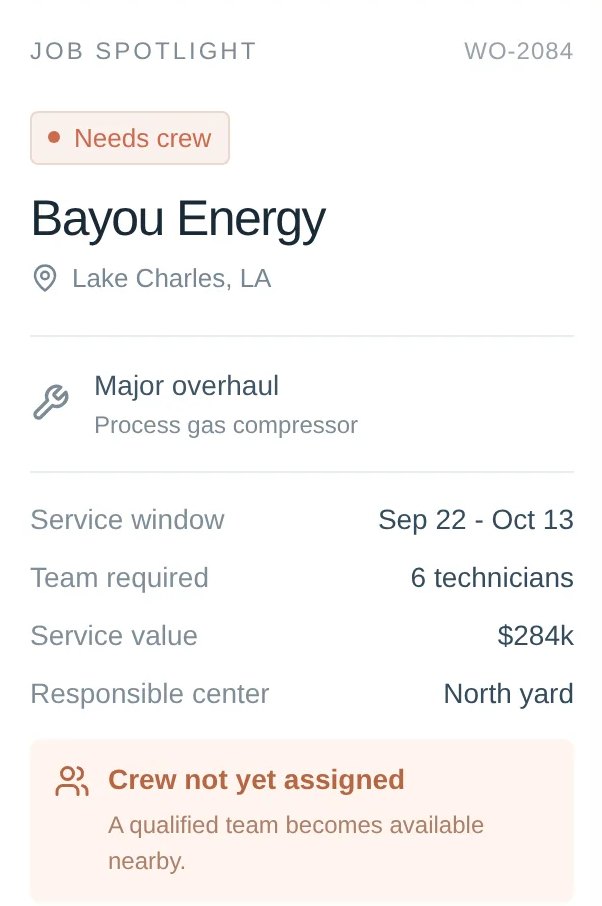 JOB SPOTLIGHT WO-2084
Needs crew
Bayou Energy
Lake Charles, LA
Major overhaul
Process gas compressor
Service window Sep 22 - Oct 13
Team required 6 technicians
Service value $284k
Responsible center North yard
Crew not yet assigned
A qualified team becomes available
nearby.